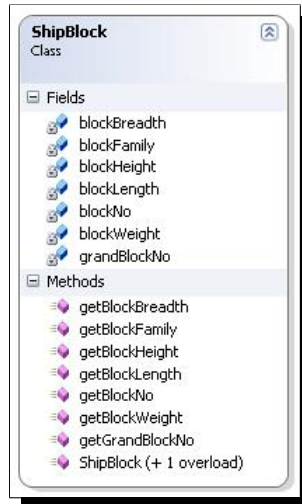 ShipBlock
Class
Fields
blockBreadth
blockFamily
blockHeight
blockLength
blockNo
blockWeight
grandBlockNo
Methods
getBlockBreadth
getBlockFamily
getBlockHeight
getBlockLength
getBlockNo
getBlockWeight
getGrandBlockNo
ShipBlock (+ 1 overload)